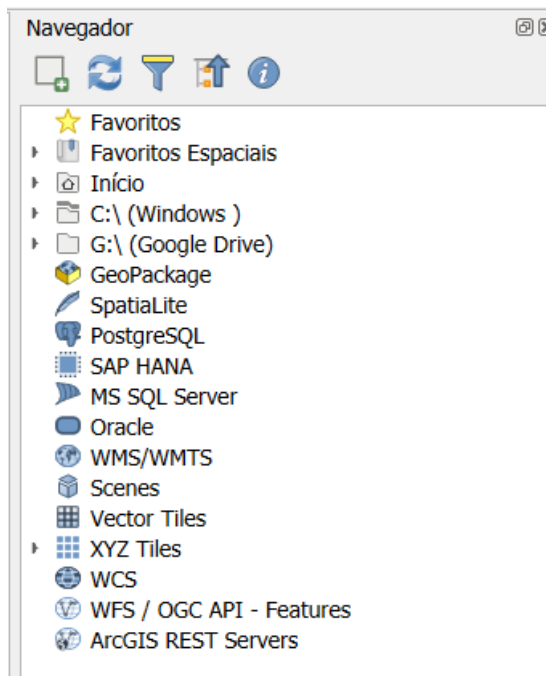 Navegador
Favoritos
Favoritos Espaciais
Início
C:\ (Windows )
G:\ (Google Drive)
GeoPackage
SpatiaLite
PostgreSQL
SAP HANA
MS SQL Server
Oracle
WMS/WMTS
Scenes
Vector Tiles
XYZ Tiles
WCS
WFS / OGC API - Features
ArcGIS REST Servers